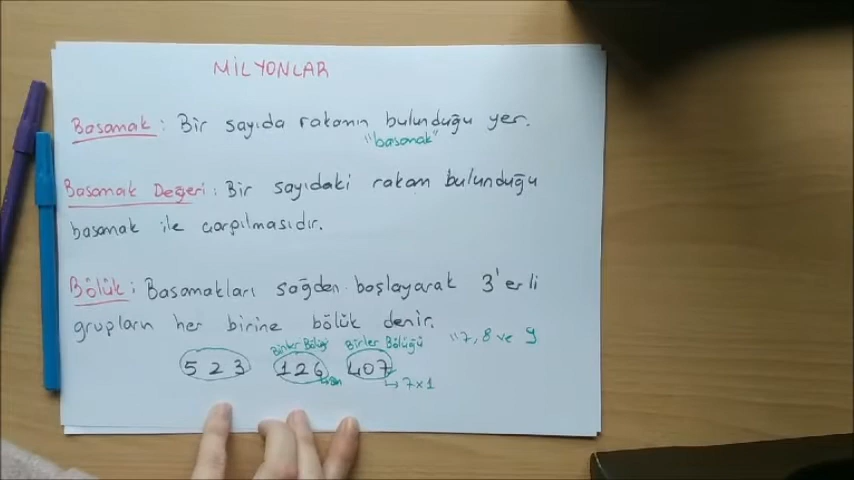 MİLYONLAR
Basamak: Bir sayıda rakamın bulunduğu yer.
"basamak"
Basamak Değeri: Bir sayıdaki rakam bulunduğu
basamak ile çarpılmasıdır.
Bölük: Basamakları sağdan başlayarak 3'erli
grupların her birine bölük denir.
"7, 8 ve 9
Binler Bölüğü Birler Bölüğü
523 126 407
→ 7x1